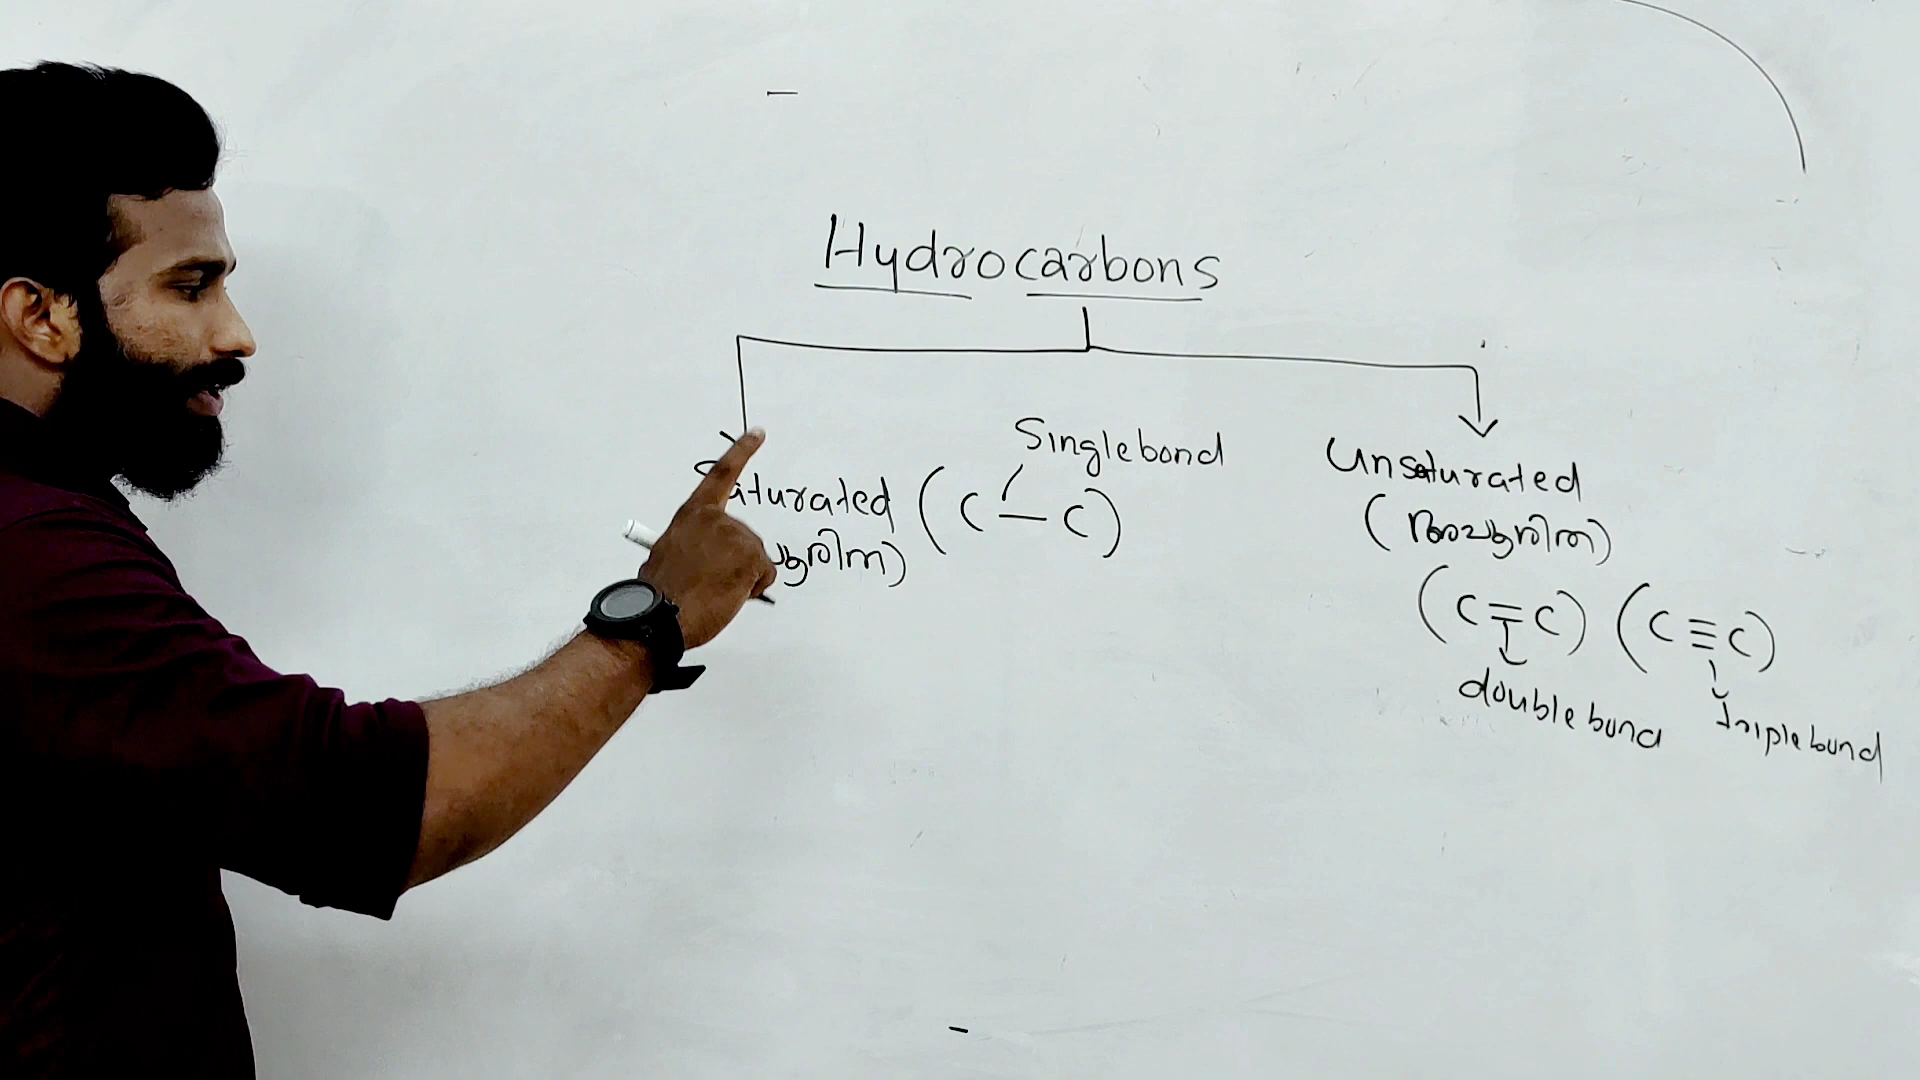 Hydrocarbons
Singlebond
Saturated (C — C)
പൂരിത)
Unsaturated
(അപൂരിത)
(C = C) (C ≡ C)
double bond
triple bond